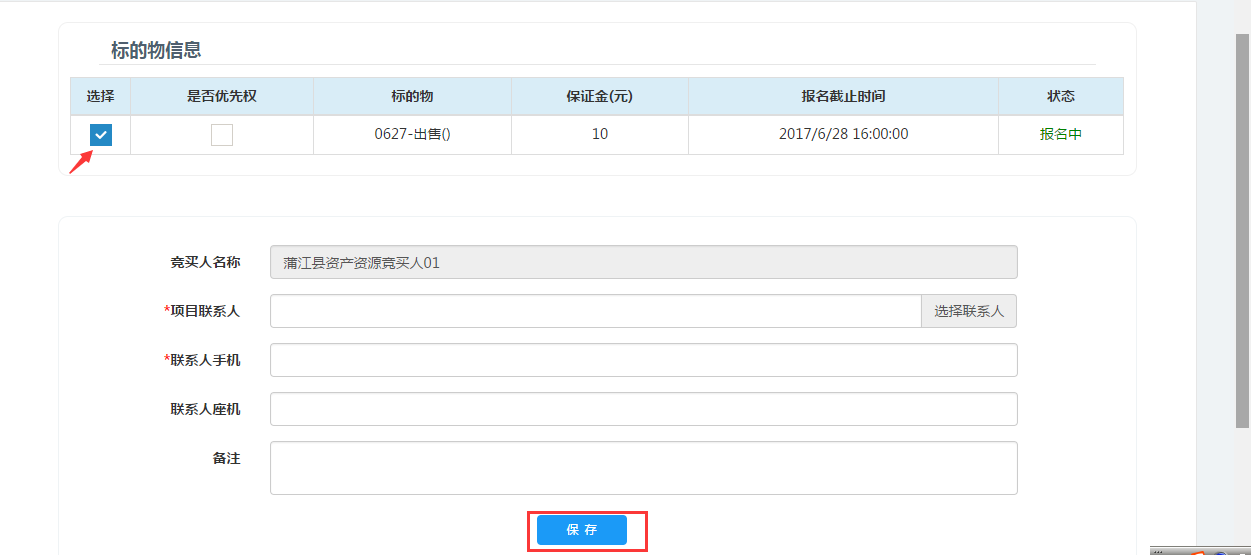 标的物信息
选择 是否优先权 标的物 保证金(元) 报名截止时间 状态
0627-出售() 10 2017/6/28 16:00:00 报名中
竞买人名称 蒲江县资产资源竞买人01
*项目联系人 选择联系人
*联系人手机
联系人座机
备注
保 存